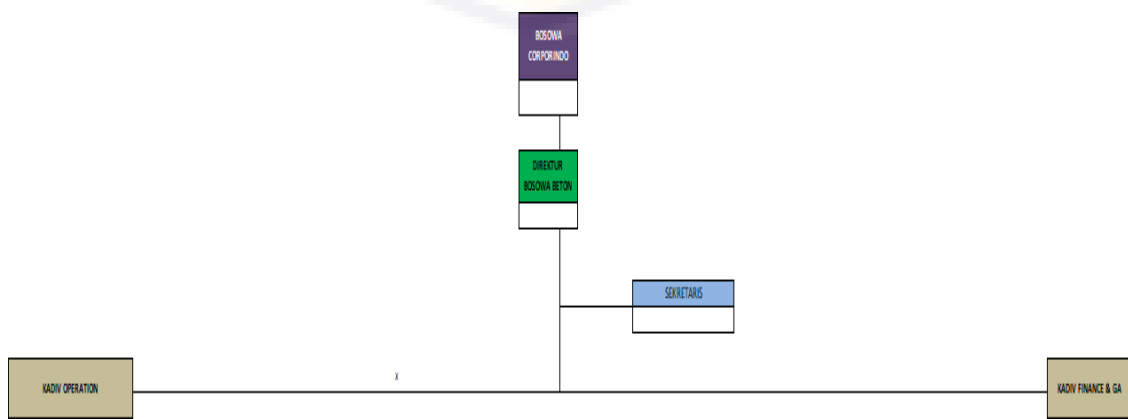 BOSOWA
CORPORINDO
DIREKTUR
BOSOWA BETON
SEKRETARIS
KADIV OPERATION
X
KADIV FINANCE & GA